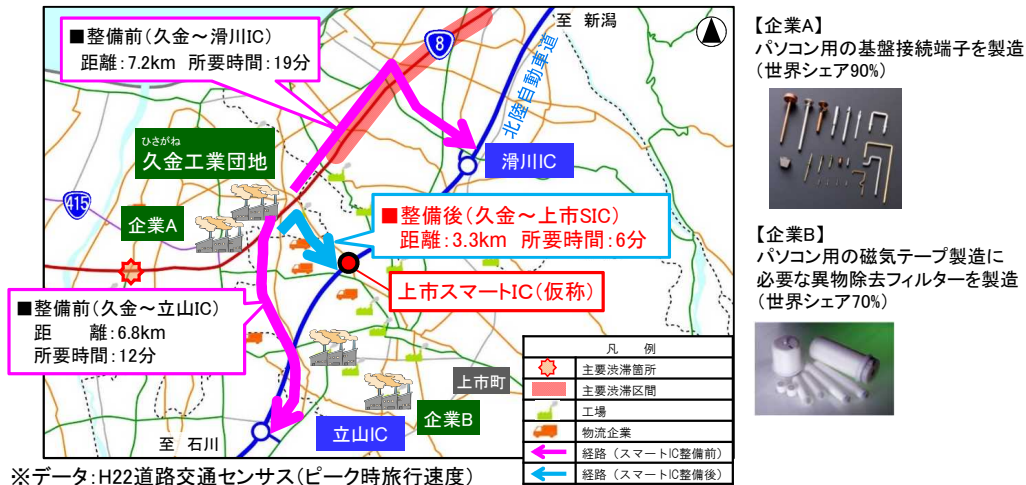 至 新潟
8
■整備前(久金～滑川IC)
距離:7.2km 所要時間:19分
北陸自動車道
ひさがね
久金工業団地
滑川IC
415
企業A
■整備後(久金～上市SIC)
距離:3.3km 所要時間:6分
上市スマートIC(仮称)
■整備前(久金～立山IC)
距 離:6.8km
所要時間:12分
上市町
企業B
立山IC
至 石川
凡 例
主要渋滞箇所
主要渋滞区間
工場
物流企業
経路（スマートIC整備前）
経路（スマートIC整備後）
※データ:H22道路交通センサス(ピーク時旅行速度)
【企業A】
パソコン用の基盤接続端子を製造
(世界シェア90%)
【企業B】
パソコン用の磁気テープ製造に
必要な異物除去フィルターを製造
(世界シェア70%)